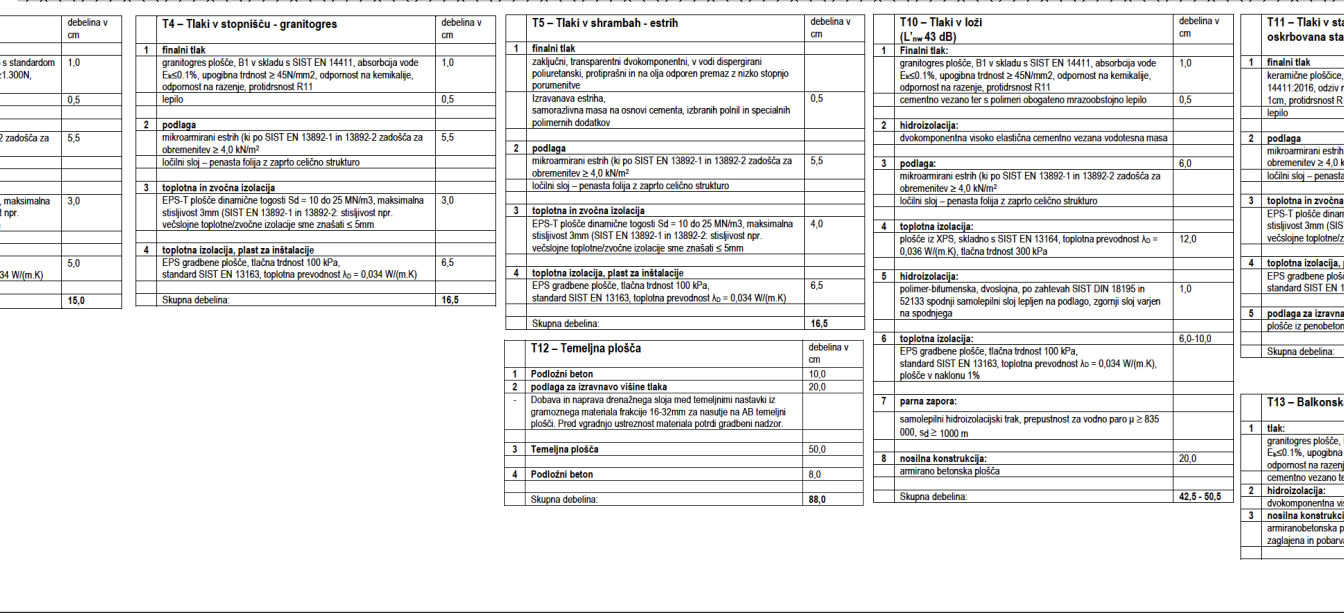 debelina v
cm
s standardom
1,0
1.300N,
0,5
2 zadošča za
5,5
, maksimalna
3,0
t npr.
5,0
34 W/(m.K)
15,0
T4 – Tlaki v stopnišču - granitogres
debelina v
cm
1 finalni tlak
granitogres plošče, B1 v skladu s SIST EN 14411, absorbcija vode
1,0
Eb≤0.1%, upogibna trdnost ≥ 45N/mm2, odpornost na kemikalije,
odpornost na razenje, protidrsnost R11
lepilo
0,5
2 podlaga
mikroarmirani estrih (ki po SIST EN 13892-1 in 13892-2 zadošča za
5,5
obremenitev ≥ 4,0 kN/m²
ločilni sloj – penasta folija z zaprto celično strukturo
3 toplotna in zvočna izolacija
EPS-T plošče dinamične togosti Sd = 10 do 25 MN/m3, maksimalna
3,0
stisljivost 3mm (SIST EN 13892-1 in 13892-2: stisljivost npr.
večslojne toplotne/zvočne izolacije sme znašati ≤ 5mm
4 toplotna izolacija, plast za inštalacije
EPS gradbene plošče, tlačna trdnost 100 kPa,
6,5
standard SIST EN 13163, toplotna prevodnost λD = 0,034 W/(m.K)
Skupna debelina:
16,5
T5 – Tlaki v shrambah - estrih
debelina v
cm
1 finalni tlak
zaključni, transparentni dvokomponentni, v vodi dispergirani
poliuretanski, protiprašni in na olja odporen premaz z nizko stopnjo
porumenitve
Izravanava estriha,
0,5
samorazlivna masa na osnovi cementa, izbranih polnil in specialnih
polimernih dodatkov
2 podlaga
mikroarmirani estrih (ki po SIST EN 13892-1 in 13892-2 zadošča za
5,5
obremenitev ≥ 4,0 kN/m²
ločilni sloj – penasta folija z zaprto celično strukturo
3 toplotna in zvočna izolacija
EPS-T plošče dinamične togosti Sd = 10 do 25 MN/m3, maksimalna
4,0
stisljivost 3mm (SIST EN 13892-1 in 13892-2: stisljivost npr.
večslojne toplotne/zvočne izolacije sme znašati ≤ 5mm
4 toplotna izolacija, plast za inštalacije
EPS gradbene plošče, tlačna trdnost 100 kPa,
6,5
standard SIST EN 13163, toplotna prevodnost λD = 0,034 W/(m.K)
Skupna debelina:
16,5
T12 – Temeljna plošča
debelina v
cm
1 Podložni beton
10,0
2 podlaga za izravnavo višine tlaka
20,0
- Dobava in naprava drenažnega sloja med temeljnimi nastavki iz
gramoznega materiala frakcije 16-32mm za nasutje na AB temeljni
plošči. Pred vgradnjo ustreznost materiala potrdi gradbeni nadzor.
3 Temeljna plošča
50,0
4 Podložni beton
8,0
Skupna debelina:
88,0
T10 – Tlaki v loži
(L'nw 43 dB)
debelina v
cm
1 Finalni tlak:
granitogres plošče, B1 v skladu s SIST EN 14411, absorbcija vode
1,0
Eb≤0.1%, upogibna trdnost ≥ 45N/mm2, odpornost na kemikalije,
odpornost na razenje, protidrsnost R11
cementno vezano ter s polimeri obogateno mrazoobstojno lepilo
0,5
2 hidroizolacija:
dvokomponentna visoko elastična cementno vezana vodotesna masa
3 podlaga:
6,0
mikroarmirani estrih (ki po SIST EN 13892-1 in 13892-2 zadošča za
obremenitev ≥ 4,0 kN/m²
ločilni sloj – penasta folija z zaprto celično strukturo
4 toplotna izolacija:
plošče iz XPS, skladno s SIST EN 13164, toplotna prevodnost λD =
12,0
0,036 W/(m.K), tlačna trdnost 300 kPa
5 hidroizolacija:
polimer-bitumenska, dvoslojna, po zahtevah SIST DIN 18195 in
1,0
52133 spodnji samolepilni sloj lepljen na podlago, zgornji sloj varjen
na spodnjega
6 toplotna izolacija:
6,0-10,0
EPS gradbene plošče, tlačna trdnost 100 kPa,
standard SIST EN 13163, toplotna prevodnost λD = 0,034 W/(m.K),
plošče v naklonu 1%
7 parna zapora:
samolepilni hidroizolacijski trak, prepustnost za vodno paro μ ≥ 835
000, sd ≥ 1000 m
8 nosilna konstrukcija:
20,0
armirano betonska plošča
Skupna debelina:
42,5 - 50,5
T11 – Tlaki v sta
oskrbovana sta
1 finalni tlak
keramične ploščice,
14411:2016, odziv n
1cm, protidrsnost R
lepilo
2 podlaga
mikroarmirani estrih
obremenitev ≥ 4,0 k
ločilni sloj – penasta
3 toplotna in zvočna
EPS-T plošče dinam
stisljivost 3mm (SIS
večslojne toplotne/z
4 toplotna izolacija, p
EPS gradbene plošč
standard SIST EN 1
5 podlaga za izravna
plošče iz penobeton
Skupna debelina:
T13 – Balkonsk
1 tlak:
granitogres plošče,
Eb≤0.1%, upogibna
odpornost na razenj
cementno vezano te
2 hidroizolacija:
dvokomponentna vi
3 nosilna konstrukci
armiranobetonska p
zaglajena in pobarva